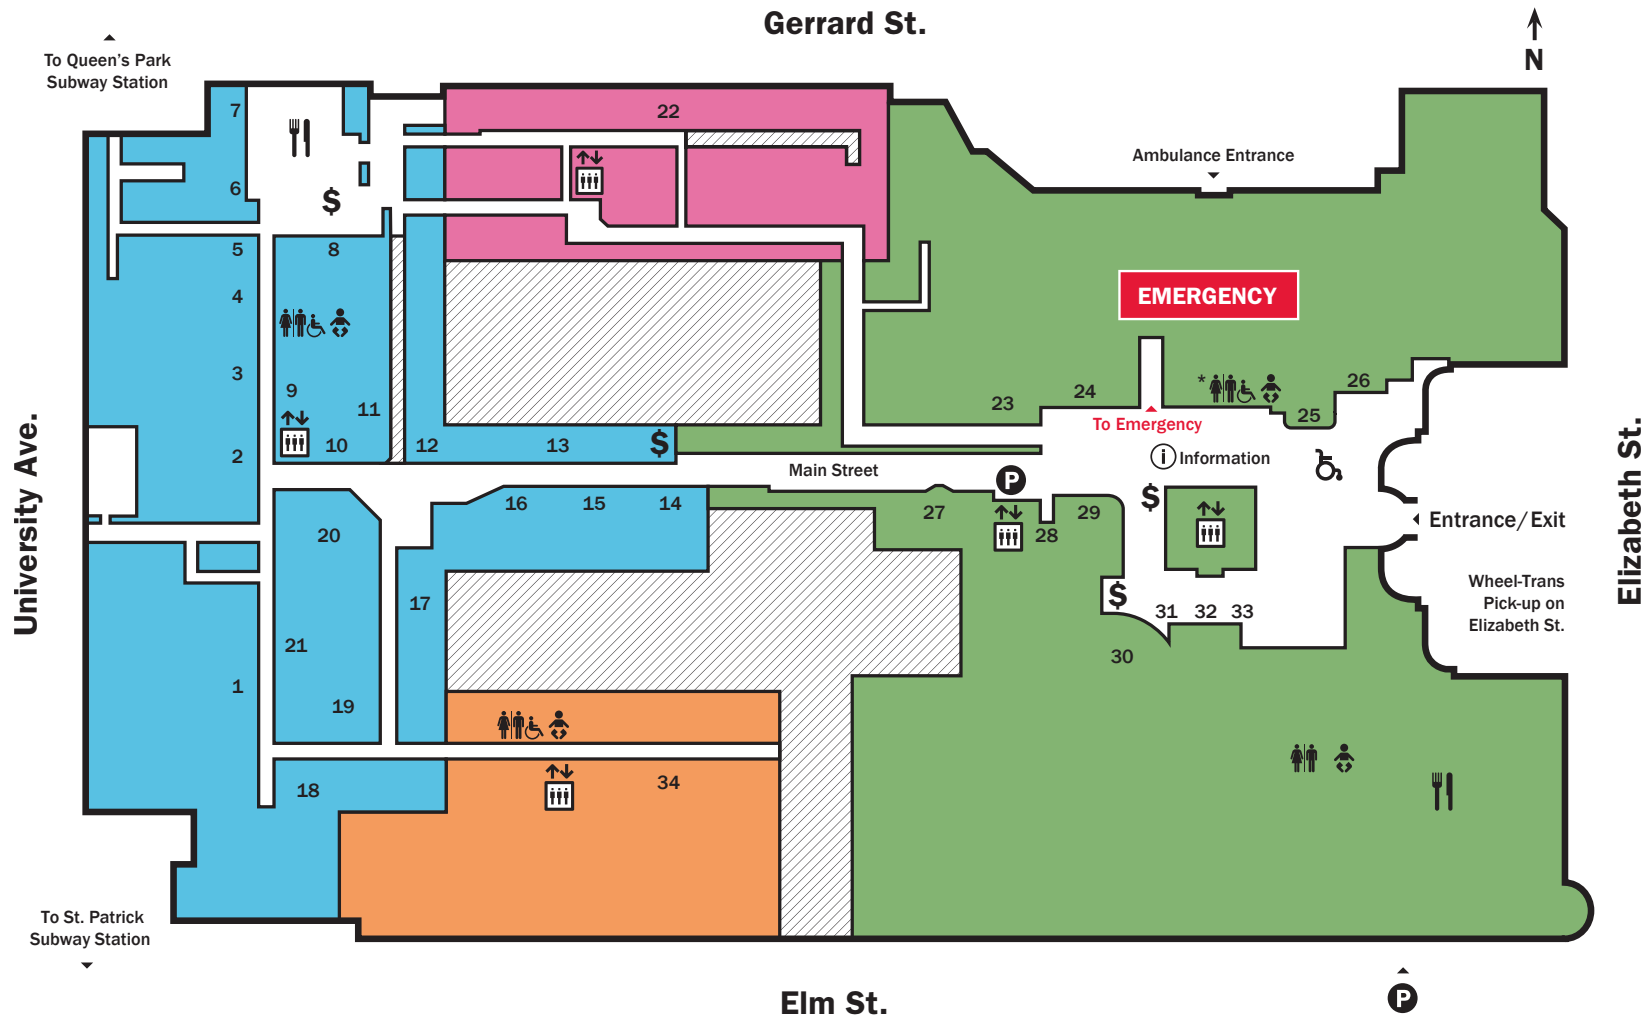 Gerrard St.
N
To Queen's Park
Subway Station
7
22
Ambulance Entrance
6
$
5
8
4
EMERGENCY
3
9
11
24
*
26
23
25
To Emergency
2
10
12
13
$
Main Street
i Information
P
$
16
15
14
27
29
28
20
Entrance/Exit
University Ave.
Elizabeth St.
Wheel-Trans
Pick-up on
Elizabeth St.
17
$
31
32
33
21
30
1
19
18
34
To St. Patrick
Subway Station
Elm St.
P